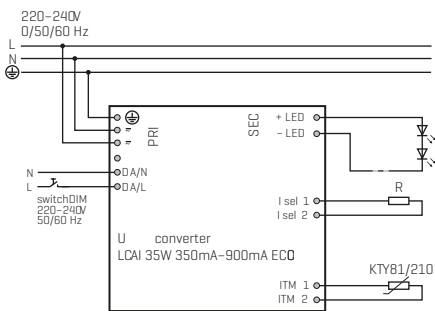 220–240V
0/50/60 Hz
L
N
PRI
SEC
+ LED
– LED
N
DA/N
L
DA/L
switchDIM
220–240V
50/60 Hz
I sel 1
I sel 2
R
U converter
LCAI 35W 350mA–900mA ECO
KTY81/210
ITM 1
ITM 2